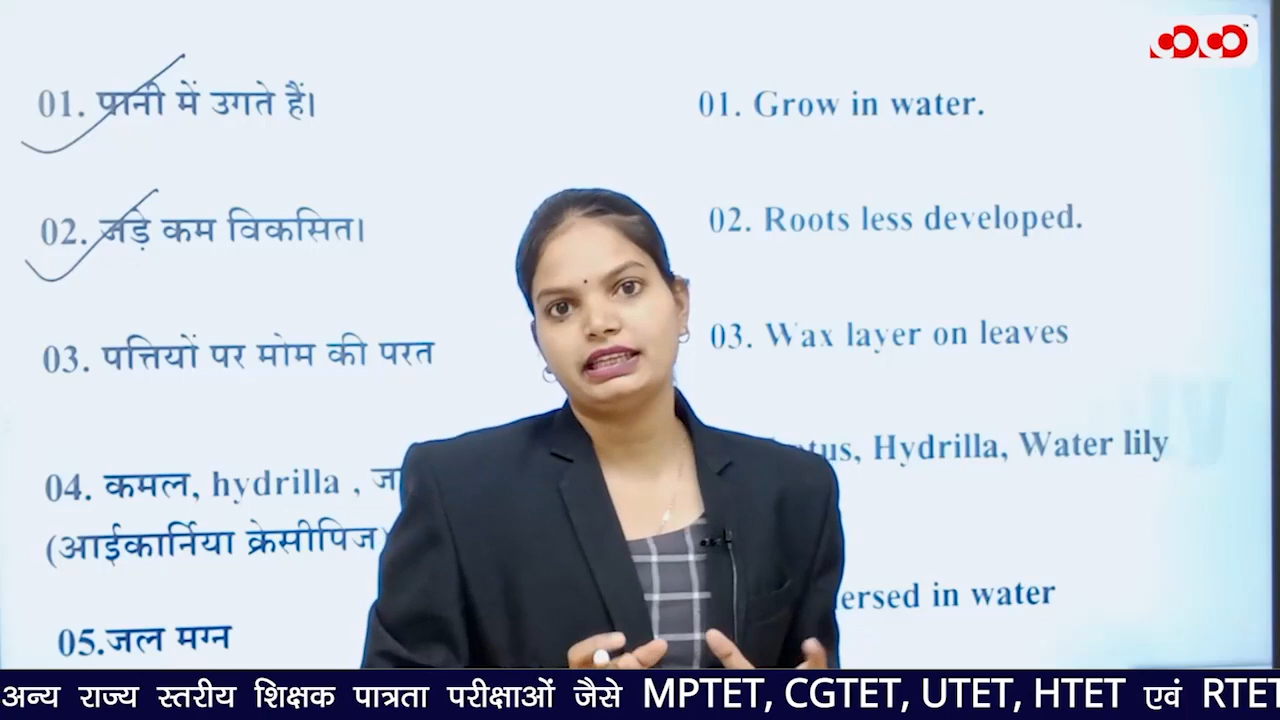 01. पानी में उगते हैं।
02. जड़े कम विकसित।
03. पत्तियों पर मोम की परत
04. कमल, hydrilla ,
(आईकार्निया क्रेसीपिज)
05.जल मग्न
01. Grow in water.
02. Roots less developed.
03. Wax layer on leaves
Hydrilla, Water lily
in water
अन्य राज्य स्तरीय शिक्षक पात्रता परीक्षाओं जैसे MPTET, CGTET, UTET, HTET एवं RTET